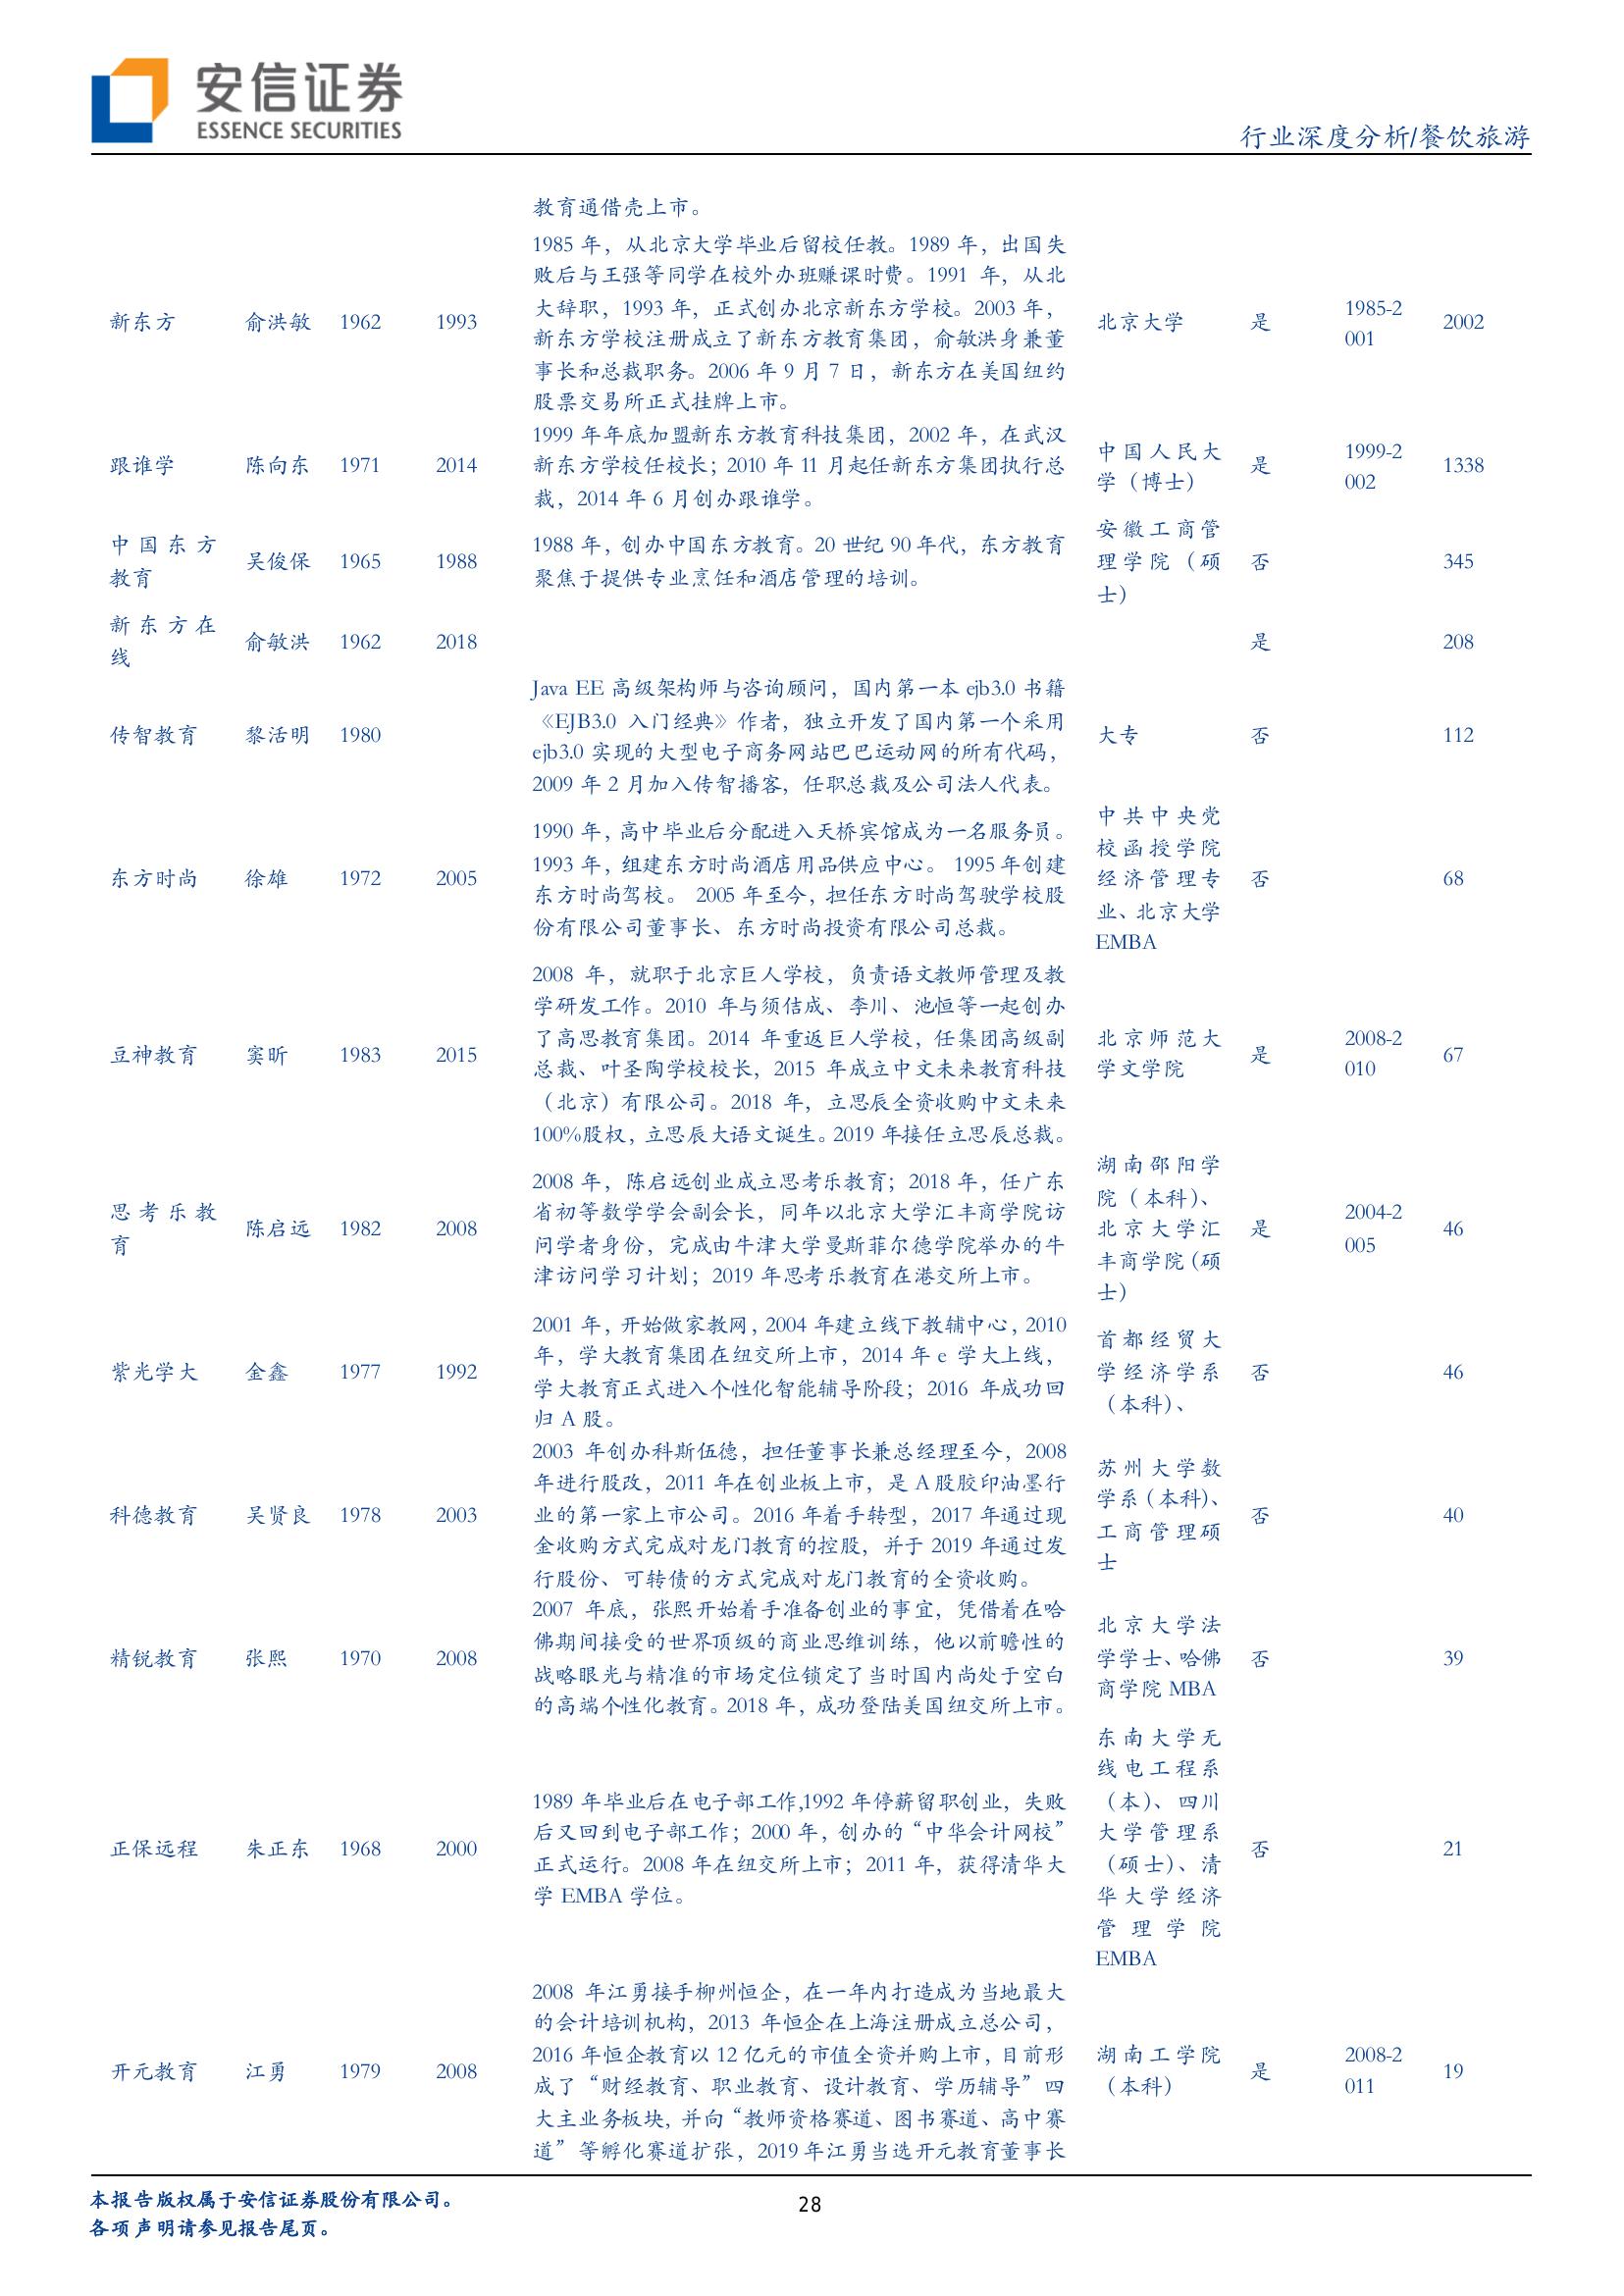 安信证券
ESSENCE SECURITIES
行业深度分析/餐饮旅游
教育通借壳上市。
新东方 俞洪敏 1962 1993
1985 年，从北京大学毕业后留校任教。1989 年，出国失
败后与王强等同学在校外办班赚课时费。1991 年，从北
大辞职，1993 年，正式创办北京新东方学校。2003 年，
新东方学校注册成立了新东方教育集团，俞敏洪身兼董
事长和总裁职务。2006 年 9 月 7 日，新东方在美国纽约
股票交易所正式挂牌上市。
北京大学 是
1985-2
001
2002
跟谁学 陈向东 1971 2014
1999 年年底加盟新东方教育科技集团，2002 年，在武汉
新东方学校任校长；2010 年 11 月起任新东方集团执行总
裁，2014 年 6 月创办跟谁学。
中国人民大
学（博士）
是
1999-2
002
1338
中国东方
教育
吴俊保 1965 1988
1988 年，创办中国东方教育。20 世纪 90 年代，东方教育
聚焦于提供专业烹饪和酒店管理的培训。
安徽工商管
理学院（硕
士）
否 345
新东方在
线
俞敏洪 1962 2018 是 208
传智教育 黎活明 1980
Java EE 高级架构师与咨询顾问，国内第一本 ejb3.0 书籍
《EJB3.0 入门经典》作者，独立开发了国内第一个采用
ejb3.0 实现的大型电子商务网站巴巴运动网的所有代码，
2009 年 2 月加入传智播客，任职总裁及公司法人代表。
大专 否 112
东方时尚 徐雄 1972 2005
1990 年，高中毕业后分配进入天桥宾馆成为一名服务员。
1993 年，组建东方时尚酒店用品供应中心。 1995 年创建
东方时尚驾校。 2005 年至今，担任东方时尚驾驶学校股
份有限公司董事长、东方时尚投资有限公司总裁。
中共中央党
校函授学院
经济管理专
业、北京大学
EMBA
否 68
豆神教育 窦昕 1983 2015
2008 年，就职于北京巨人学校，负责语文教师管理及教
学研发工作。2010 年与须佶成、李川、池恒等一起创办
了高思教育集团。2014 年重返巨人学校，任集团高级副
总裁、叶圣陶学校校长，2015 年成立中文未来教育科技
（北京）有限公司。2018 年，立思辰全资收购中文未来
100%股权，立思辰大语文诞生。2019 年接任立思辰总裁。
北京师范大
学文学院
是
2008-2
010
67
思考乐教
育
陈启远 1982 2008
2008 年，陈启远创业成立思考乐教育；2018 年，任广东
省初等数学学会副会长，同年以北京大学汇丰商学院访
问学者身份，完成由牛津大学曼斯菲尔德学院举办的牛
津访问学习计划；2019 年思考乐教育在港交所上市。
湖南邵阳学
院（本科）、
北京大学汇
丰商学院（硕
士）
是
2004-2
005
46
紫光学大 金鑫 1977 1992
2001 年，开始做家教网，2004 年建立线下教辅中心，2010
年，学大教育集团在纽交所上市，2014 年 e 学大上线，
学大教育正式进入个性化智能辅导阶段；2016 年成功回
归 A 股。
首都经贸大
学经济学系
（本科）、
否 46
科德教育 吴贤良 1978 2003
2003 年创办科斯伍德，担任董事长兼总经理至今，2008
年进行股改，2011 年在创业板上市，是 A 股胶印油墨行
业的第一家上市公司。2016 年着手转型，2017 年通过现
金收购方式完成对龙门教育的控股，并于 2019 年通过发
行股份、可转债的方式完成对龙门教育的全资收购。
苏州大学数
学系（本科）、
工商管理硕
士
否 40
精锐教育 张熙 1970 2008
2007 年底，张熙开始着手准备创业的事宜，凭借着在哈
佛期间接受的世界顶级的商业思维训练，他以前瞻性的
战略眼光与精准的市场定位锁定了当时国内尚处于空白
的高端个性化教育。2018 年，成功登陆美国纽交所上市。
北京大学法
学学士、哈佛
商学院 MBA
否 39
正保远程 朱正东 1968 2000
1989 年毕业后在电子部工作,1992 年停薪留职创业，失败
后又回到电子部工作；2000 年，创办的“中华会计网校”
正式运行。2008 年在纽交所上市；2011 年，获得清华大
学 EMBA 学位。
东南大学无
线电工程系
（本）、四川
大学管理系
（硕士）、清
华大学经济
管理学院
EMBA
否 21
开元教育 江勇 1979 2008
2008 年江勇接手柳州恒企，在一年内打造成为当地最大
的会计培训机构，2013 年恒企在上海注册成立总公司，
2016 年恒企教育以 12 亿元的市值全资并购上市，目前形
成了“财经教育、职业教育、设计教育、学历辅导”四
大主业务板块，并向“教师资格赛道、图书赛道、高中赛
道”等孵化赛道扩张，2019 年江勇当选开元教育董事长
湖南工学院
（本科）
是
2008-2
011
19
本报告版权属于安信证券股份有限公司。
各项声明请参见报告尾页。
28